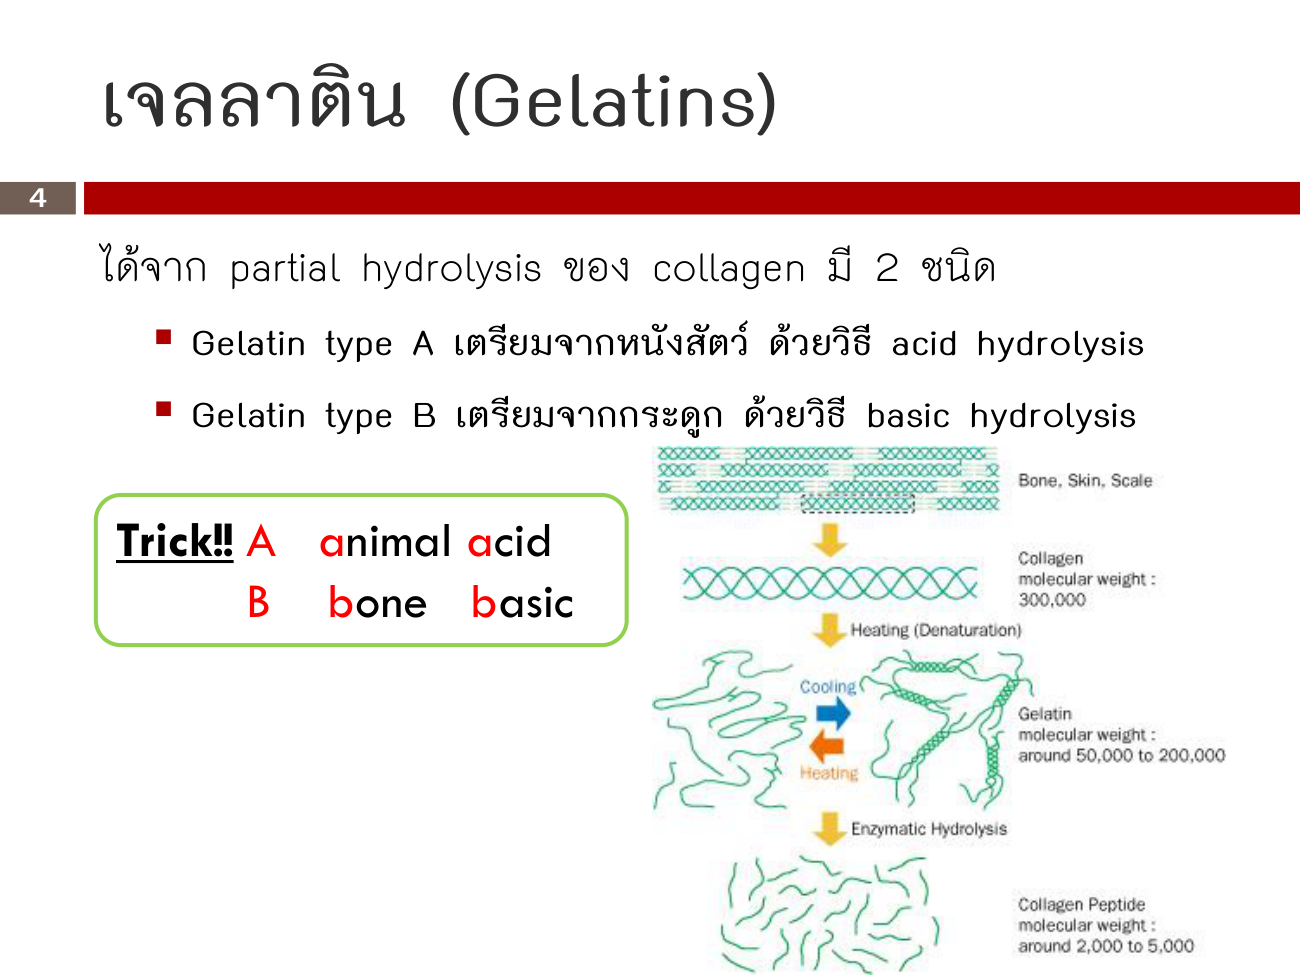 เจลลาติน (Gelatins)
4
ได้จาก partial hydrolysis ของ collagen มี 2 ชนิด
Gelatin type A เตรียมจากหนังสัตว์ ด้วยวิธี acid hydrolysis
Gelatin type B เตรียมจากกระดูก ด้วยวิธี basic hydrolysis
Trick!! A animal acid
B bone basic
Bone, Skin, Scale
Collagen
molecular weight :
300,000
Heating (Denaturation)
Cooling
Heating
Gelatin
molecular weight :
around 50,000 to 200,000
Enzymatic Hydrolysis
Collagen Peptide
molecular weight :
around 2,000 to 5,000